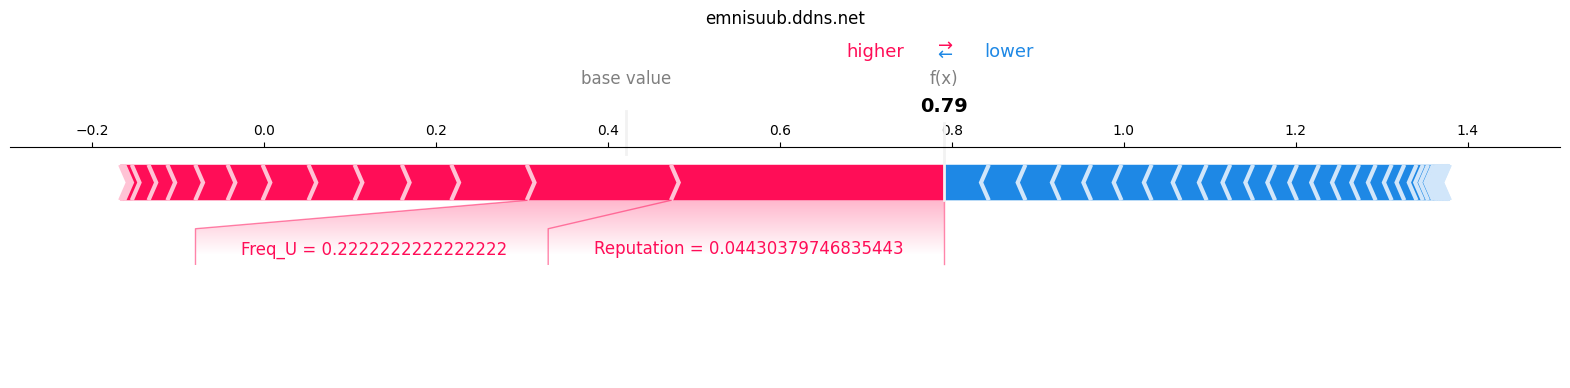 emnisuub.ddns.net
higher → ← lower
base value f(x)
0.79
−0.2 0.0 0.2 0.4 0.6 0.8 1.0 1.2 1.4
Freq_U = 0.2222222222222222 Reputation = 0.04430379746835443